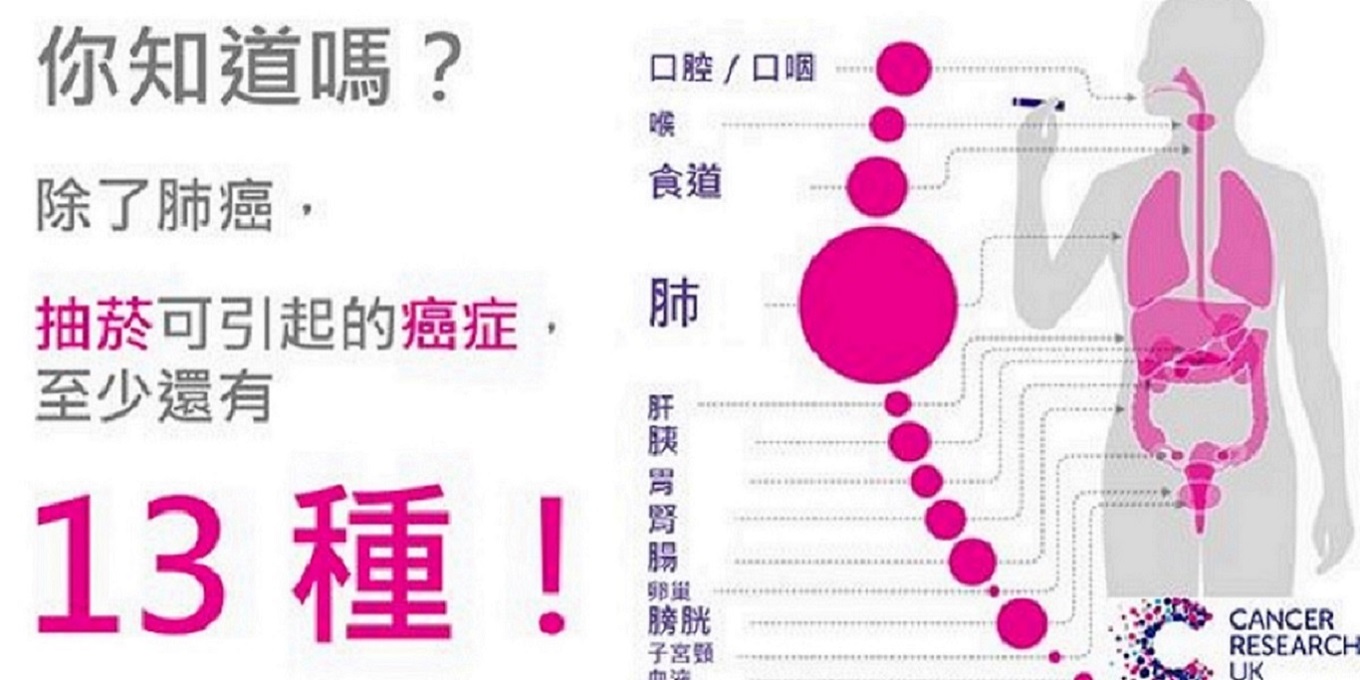 你知道嗎？
除了肺癌，
抽菸可引起的癌症，
至少還有
13 種！
口腔 / 口咽
喉
食道
肺
肝
胰
胃
腎
腸
卵巢
膀胱
子宮頸
CANCER
RESEARCH
UK